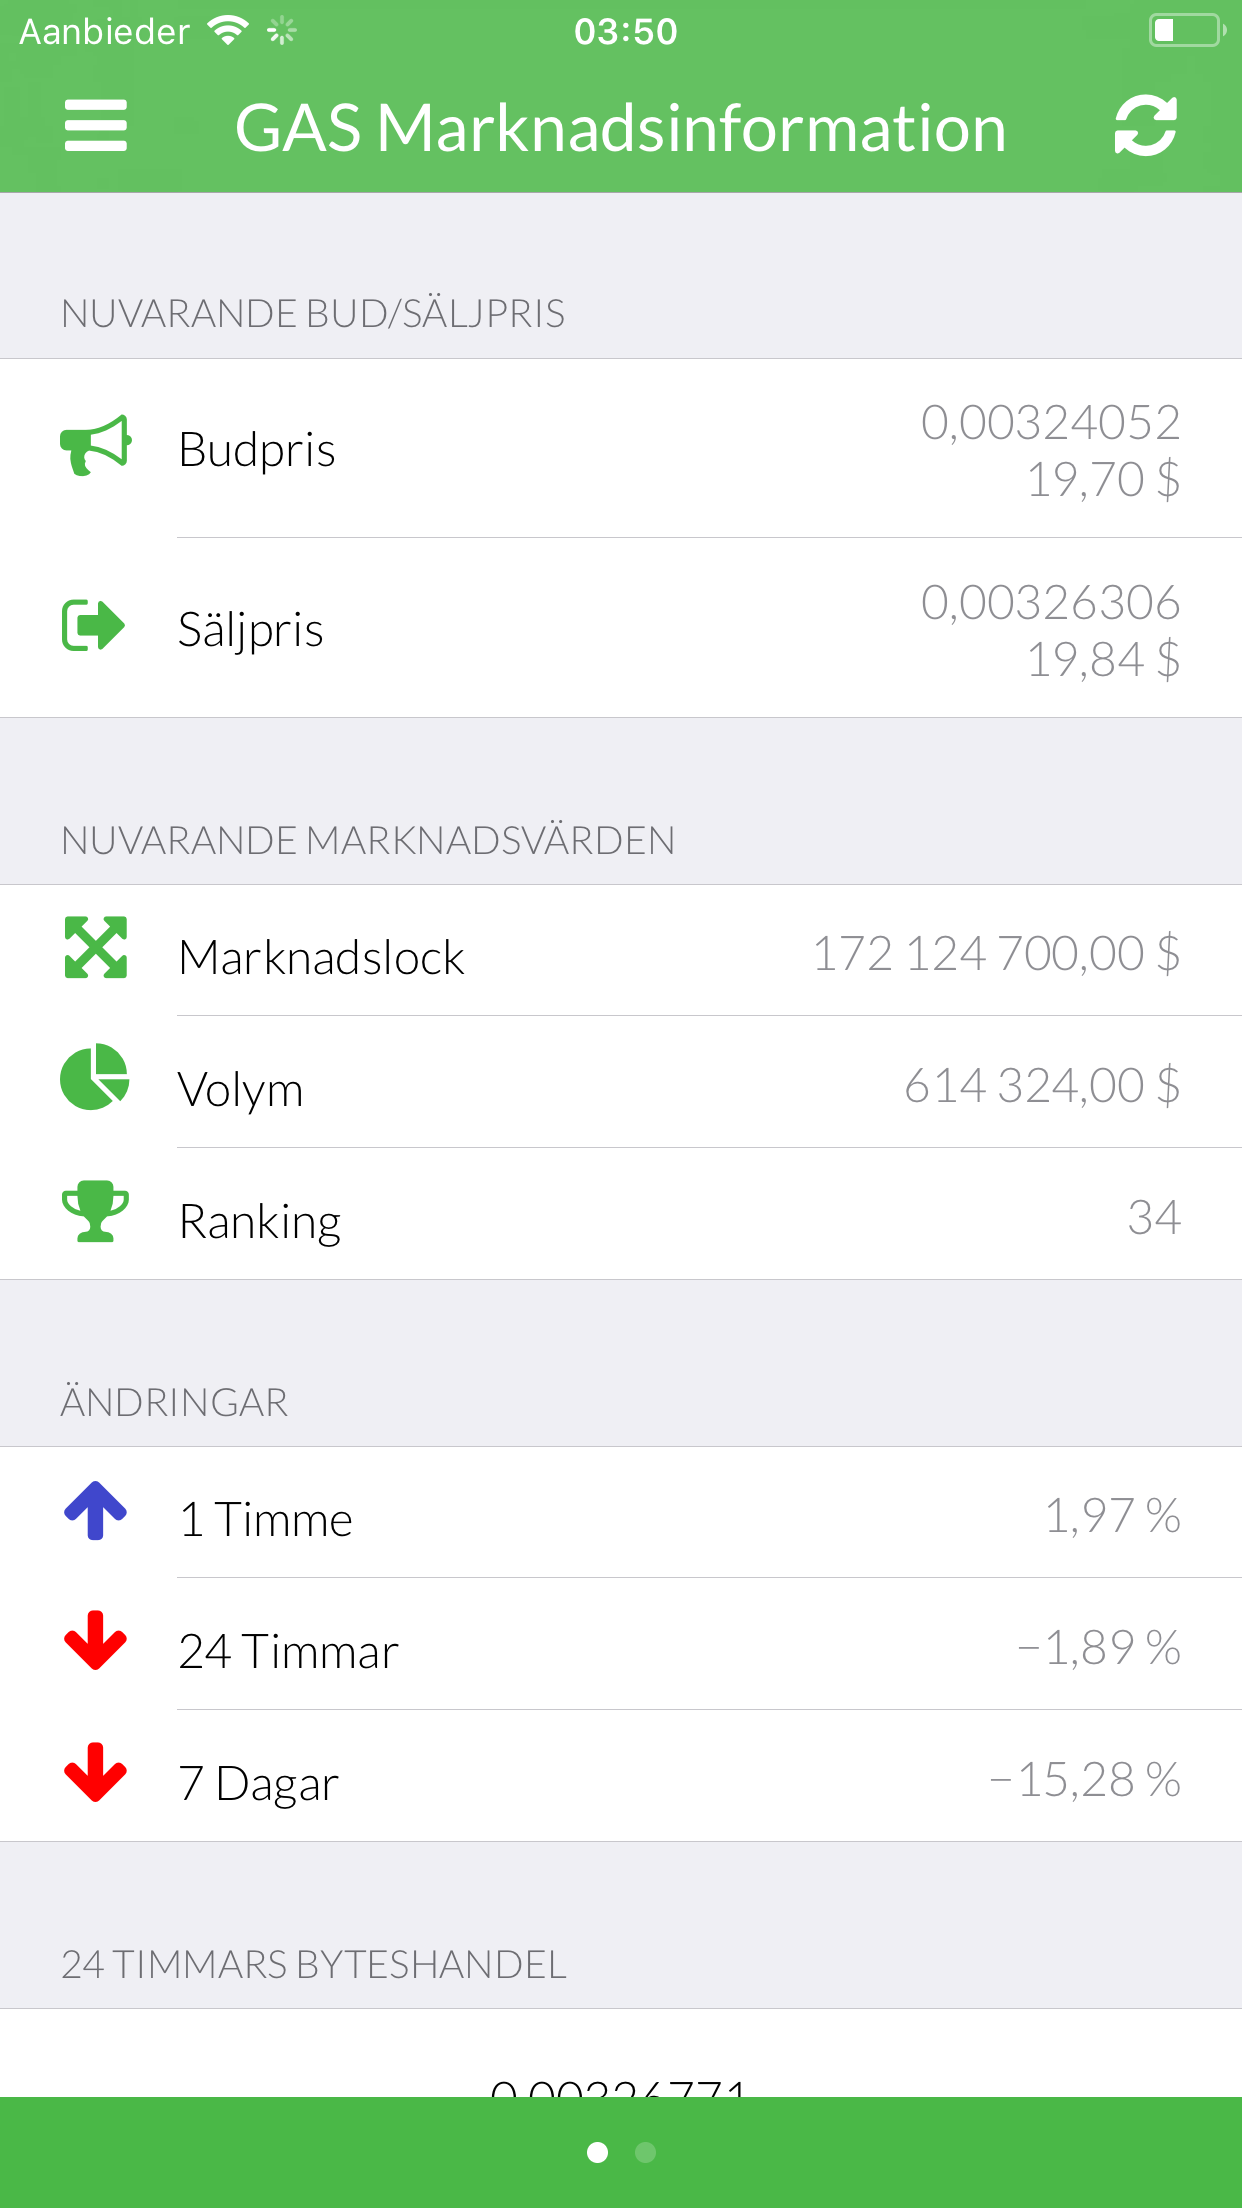 Aanbieder 03:50
GAS Marknadsinformation
NUVARANDE BUD/SÄLJPRIS
Budpris 0,00324052
19,70 $
Säljpris 0,00326306
19,84 $
NUVARANDE MARKNADSVÄRDEN
Marknadslock 172 124 700,00 $
Volym 614 324,00 $
Ranking 34
ÄNDRINGAR
1 Timme 1,97 %
24 Timmar −1,89 %
7 Dagar −15,28 %
24 TIMMARS BYTESHANDEL